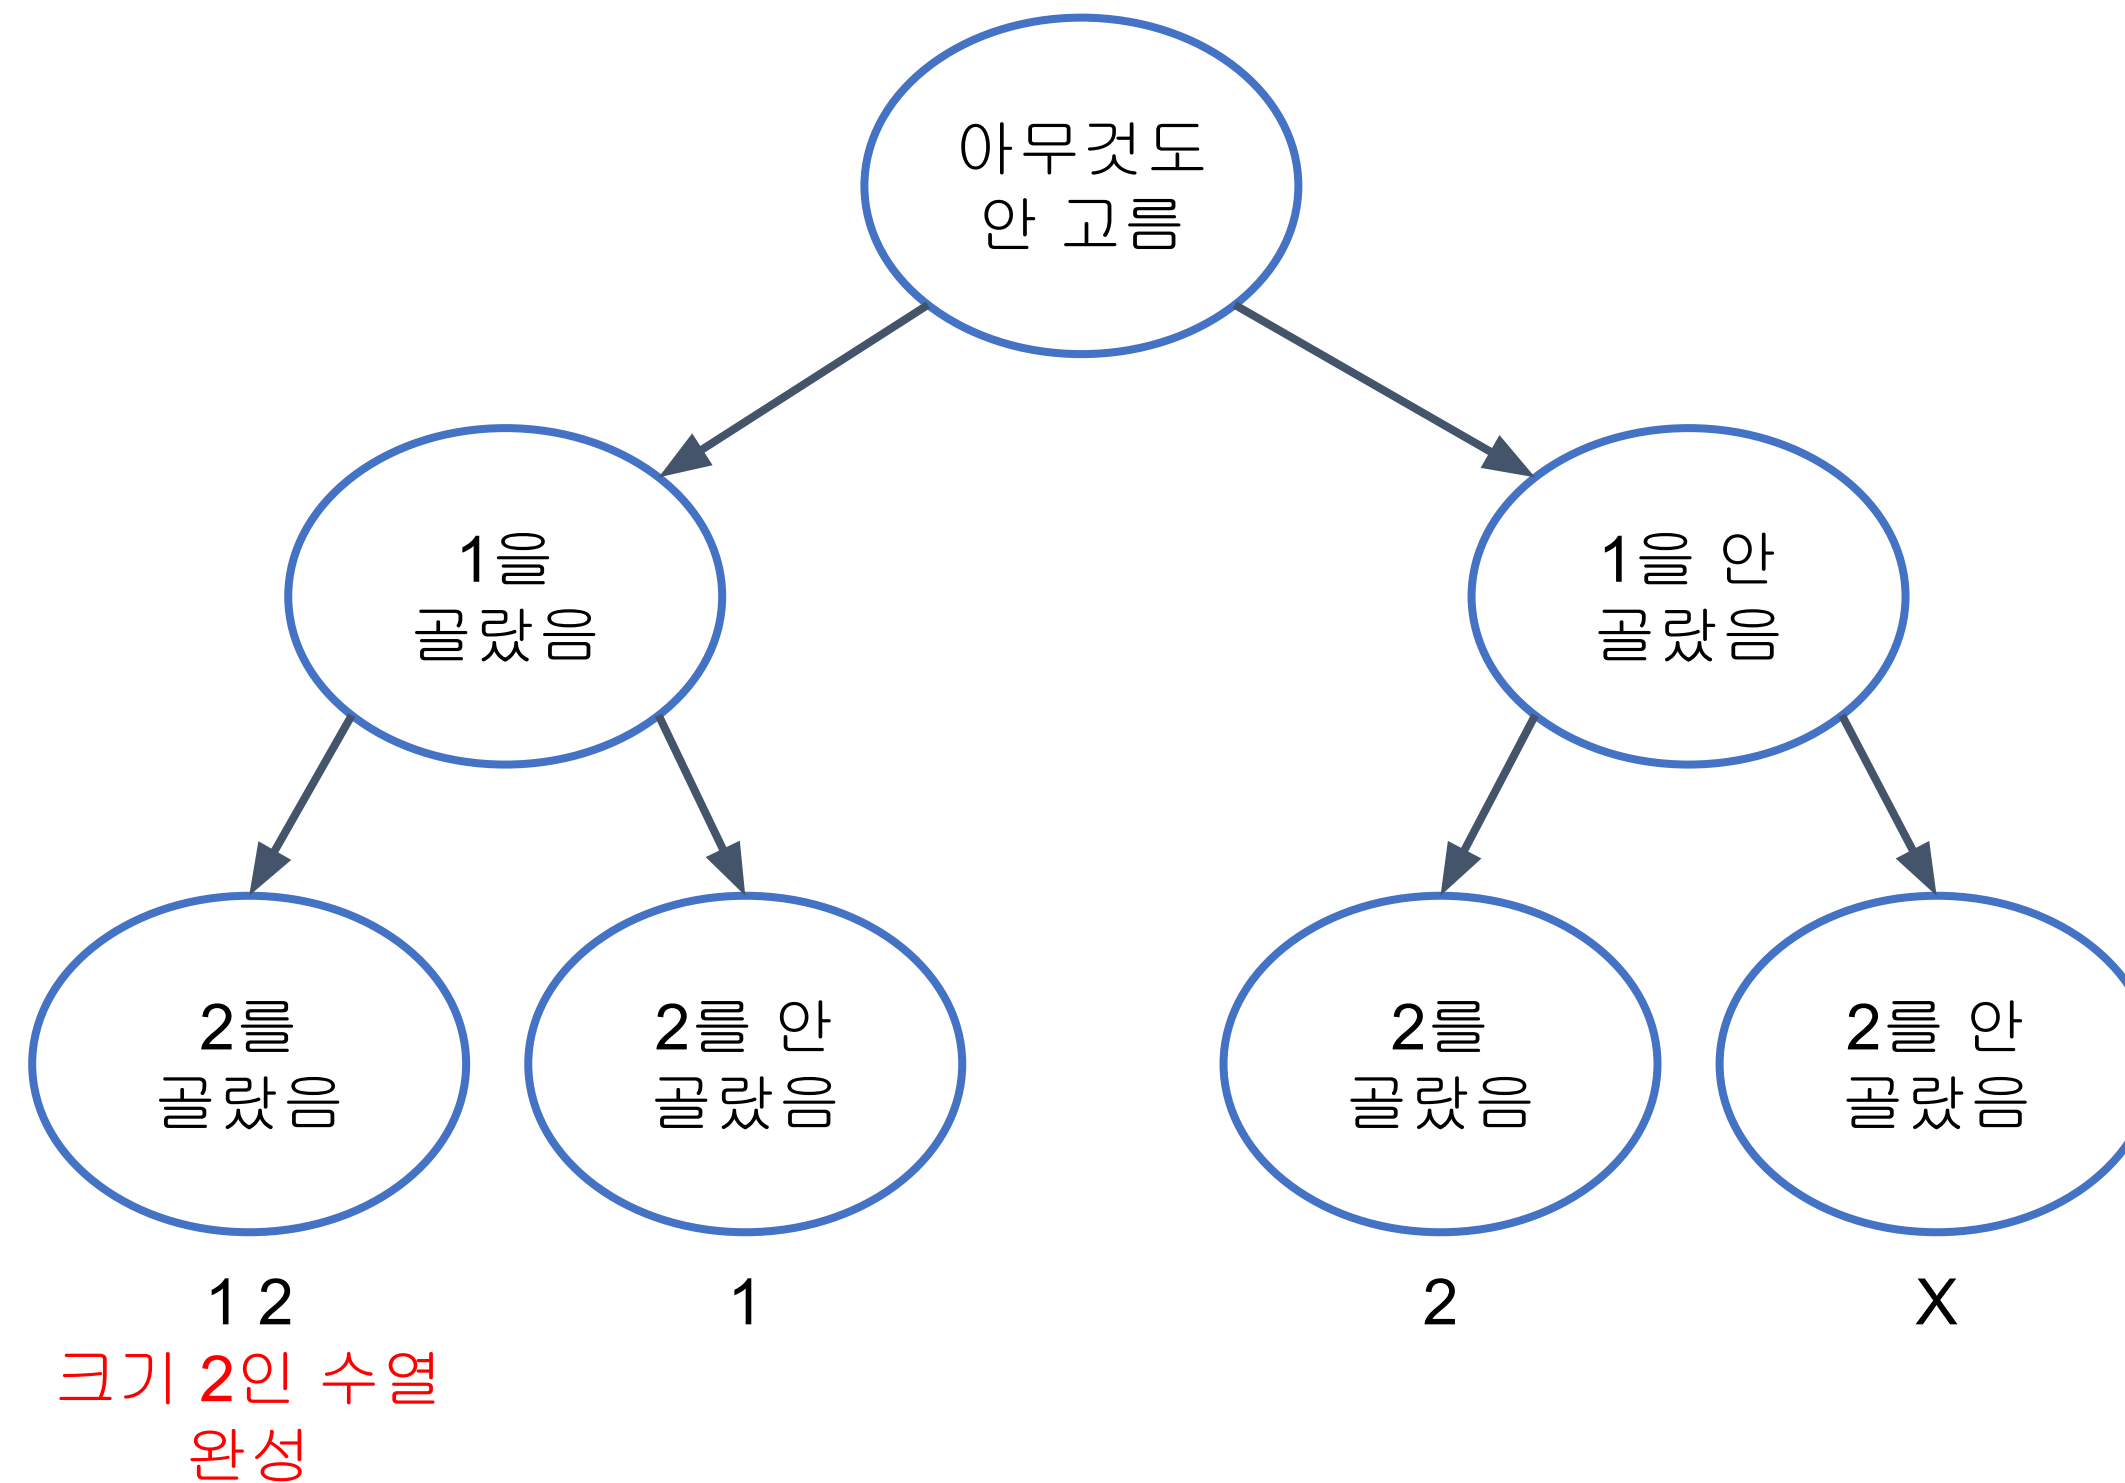 아무것도
안 고름
1을
골랐음
1을 안
골랐음
2를
골랐음
2를 안
골랐음
2를
골랐음
2를 안
골랐음
1 2
1
2
X
크기 2인 수열
완성